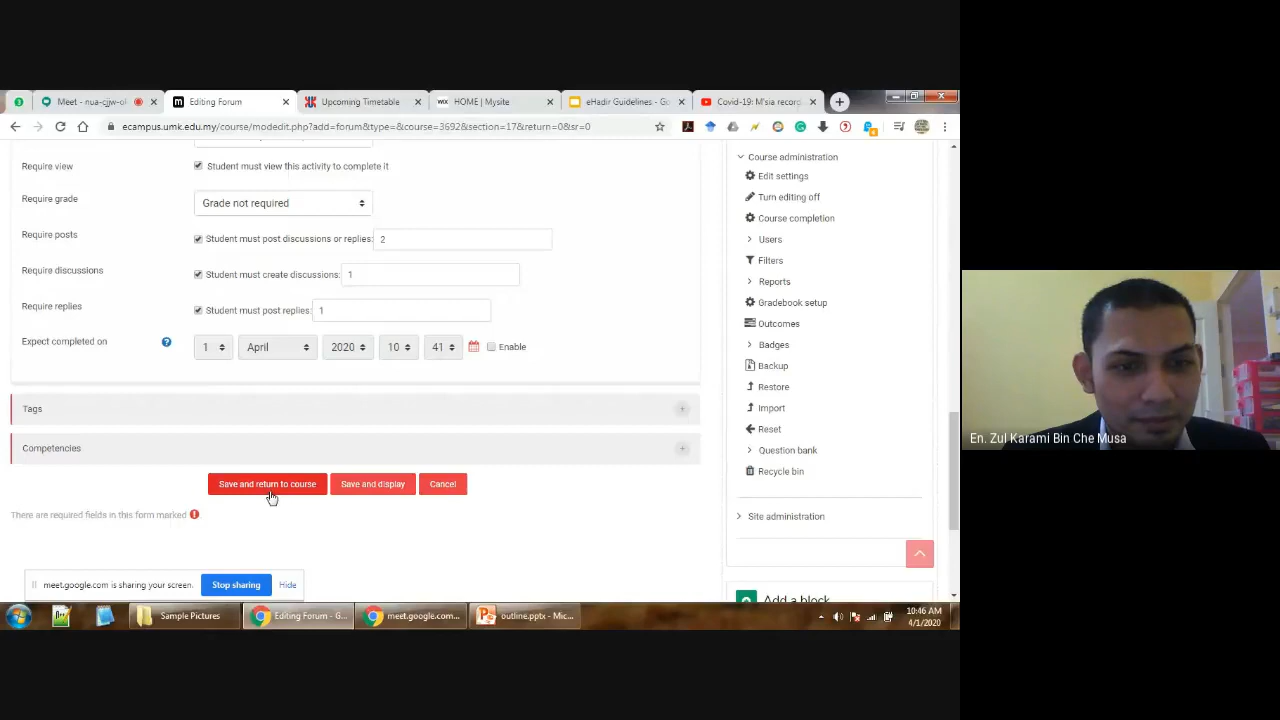 Meet - nua-cjjw-ol
Editing Forum
Upcoming Timetable
WIX
HOME | Mysite
eHadir Guidelines - Go
Covid-19: M'sia record
ecampus.umk.edu.my/course/modedit.php?add=forum&type=&course=3692&section=17&return=0&sr=0
Require view
Student must view this activity to complete it
Require grade
Grade not required
Require posts
Student must post discussions or replies:
2
Require discussions
Student must create discussions:
1
Require replies
Student must post replies:
1
Expect completed on
1
April
2020
10
41
Enable
Tags
Competencies
Save and return to course
Save and display
Cancel
There are required fields in this form marked
Course administration
Edit settings
Turn editing off
Course completion
Users
Filters
Reports
Gradebook setup
Outcomes
Badges
Backup
Restore
Import
Reset
Question bank
Recycle bin
Site administration
Add a block
meet.google.com is sharing your screen.
Stop sharing
Hide
Sample Pictures
Editing Forum - G...
meet.google.com...
outline.pptx - Mic...
10:46 AM
4/1/2020
En. Zul Karami Bin Che Musa